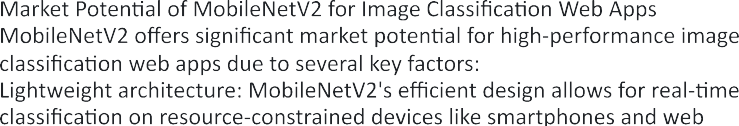 Market Potential of MobileNetV2 for Image Classification Web Apps
MobileNetV2 offers significant market potential for high-performance image
classification web apps due to several key factors:
Lightweight architecture: MobileNetV2's efficient design allows for real-time
classification on resource-constrained devices like smartphones and web